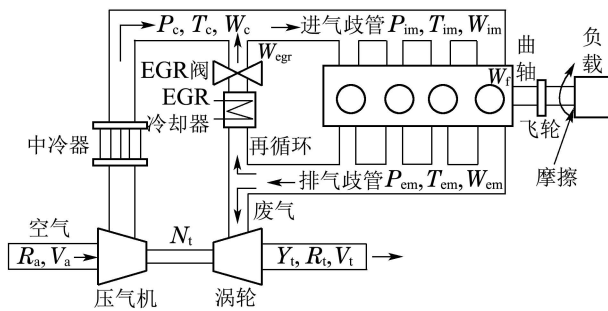 P_c, T_c, W_c
进气歧管 P_im, T_im, W_im
曲轴
负载
W_egr
EGR阀
W_f
EGR
冷却器
飞轮
中冷器
再循环
摩擦
排气歧管 P_em, T_em, W_em
废气
空气
N_t
R_a, V_a
Y_t, R_t, V_t
压气机
涡轮